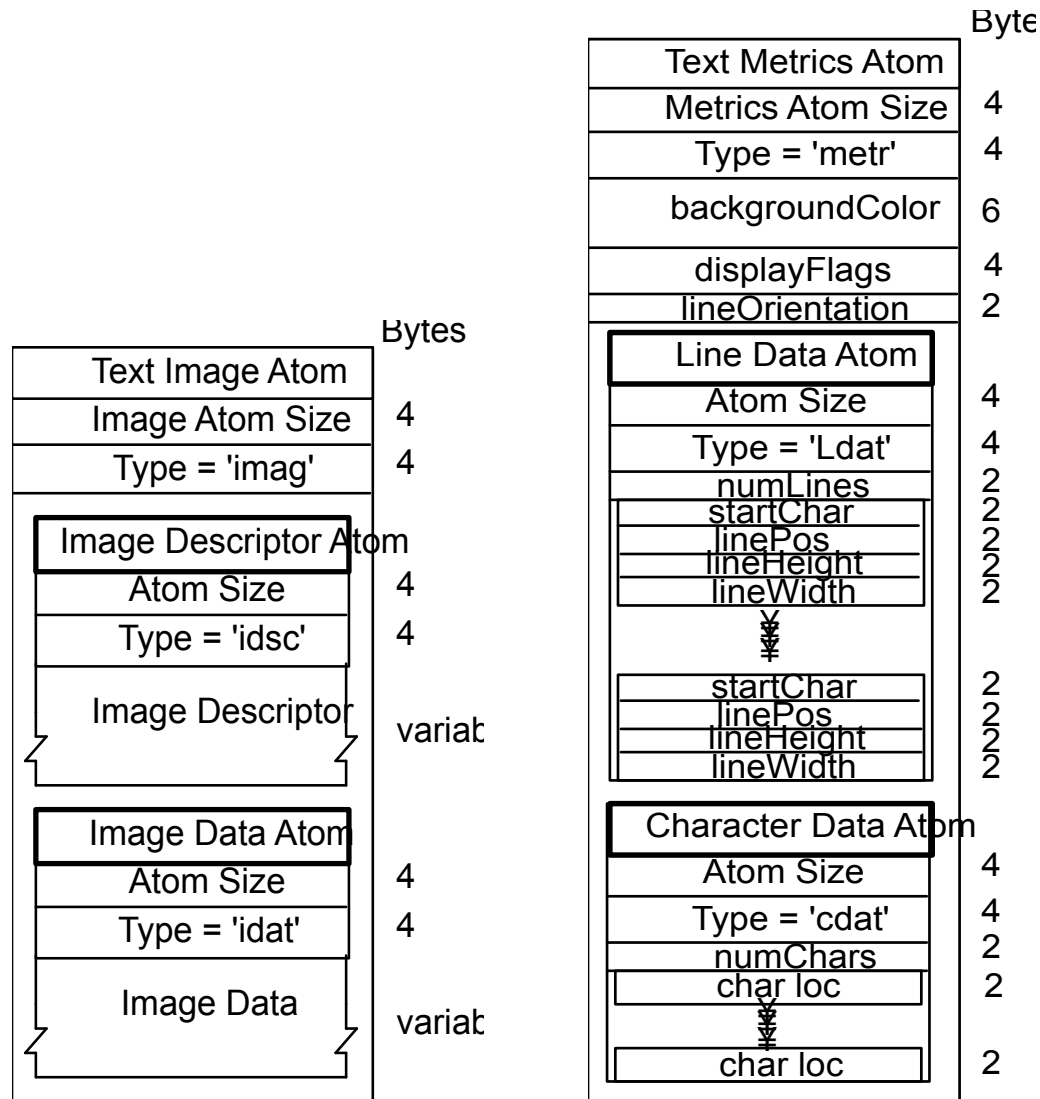 Bytes
Text Image Atom
Image Atom Size 4
Type = 'imag' 4
Image Descriptor Atom
Atom Size 4
Type = 'idsc' 4
Image Descriptor
variab
Image Data Atom
Atom Size 4
Type = 'idat' 4
Image Data
variab
Byte
Text Metrics Atom
Metrics Atom Size 4
Type = 'metr' 4
backgroundColor 6
displayFlags 4
lineOrientation 2
Line Data Atom
Atom Size 4
Type = 'Ldat' 4
numLines 2
startChar 2
linePos 2
lineHeight 2
lineWidth 2
¥¥¥
startChar 2
linePos 2
lineHeight 2
lineWidth 2
Character Data Atom
Atom Size 4
Type = 'cdat' 4
numChars 2
char loc 2
¥¥¥
char loc 2